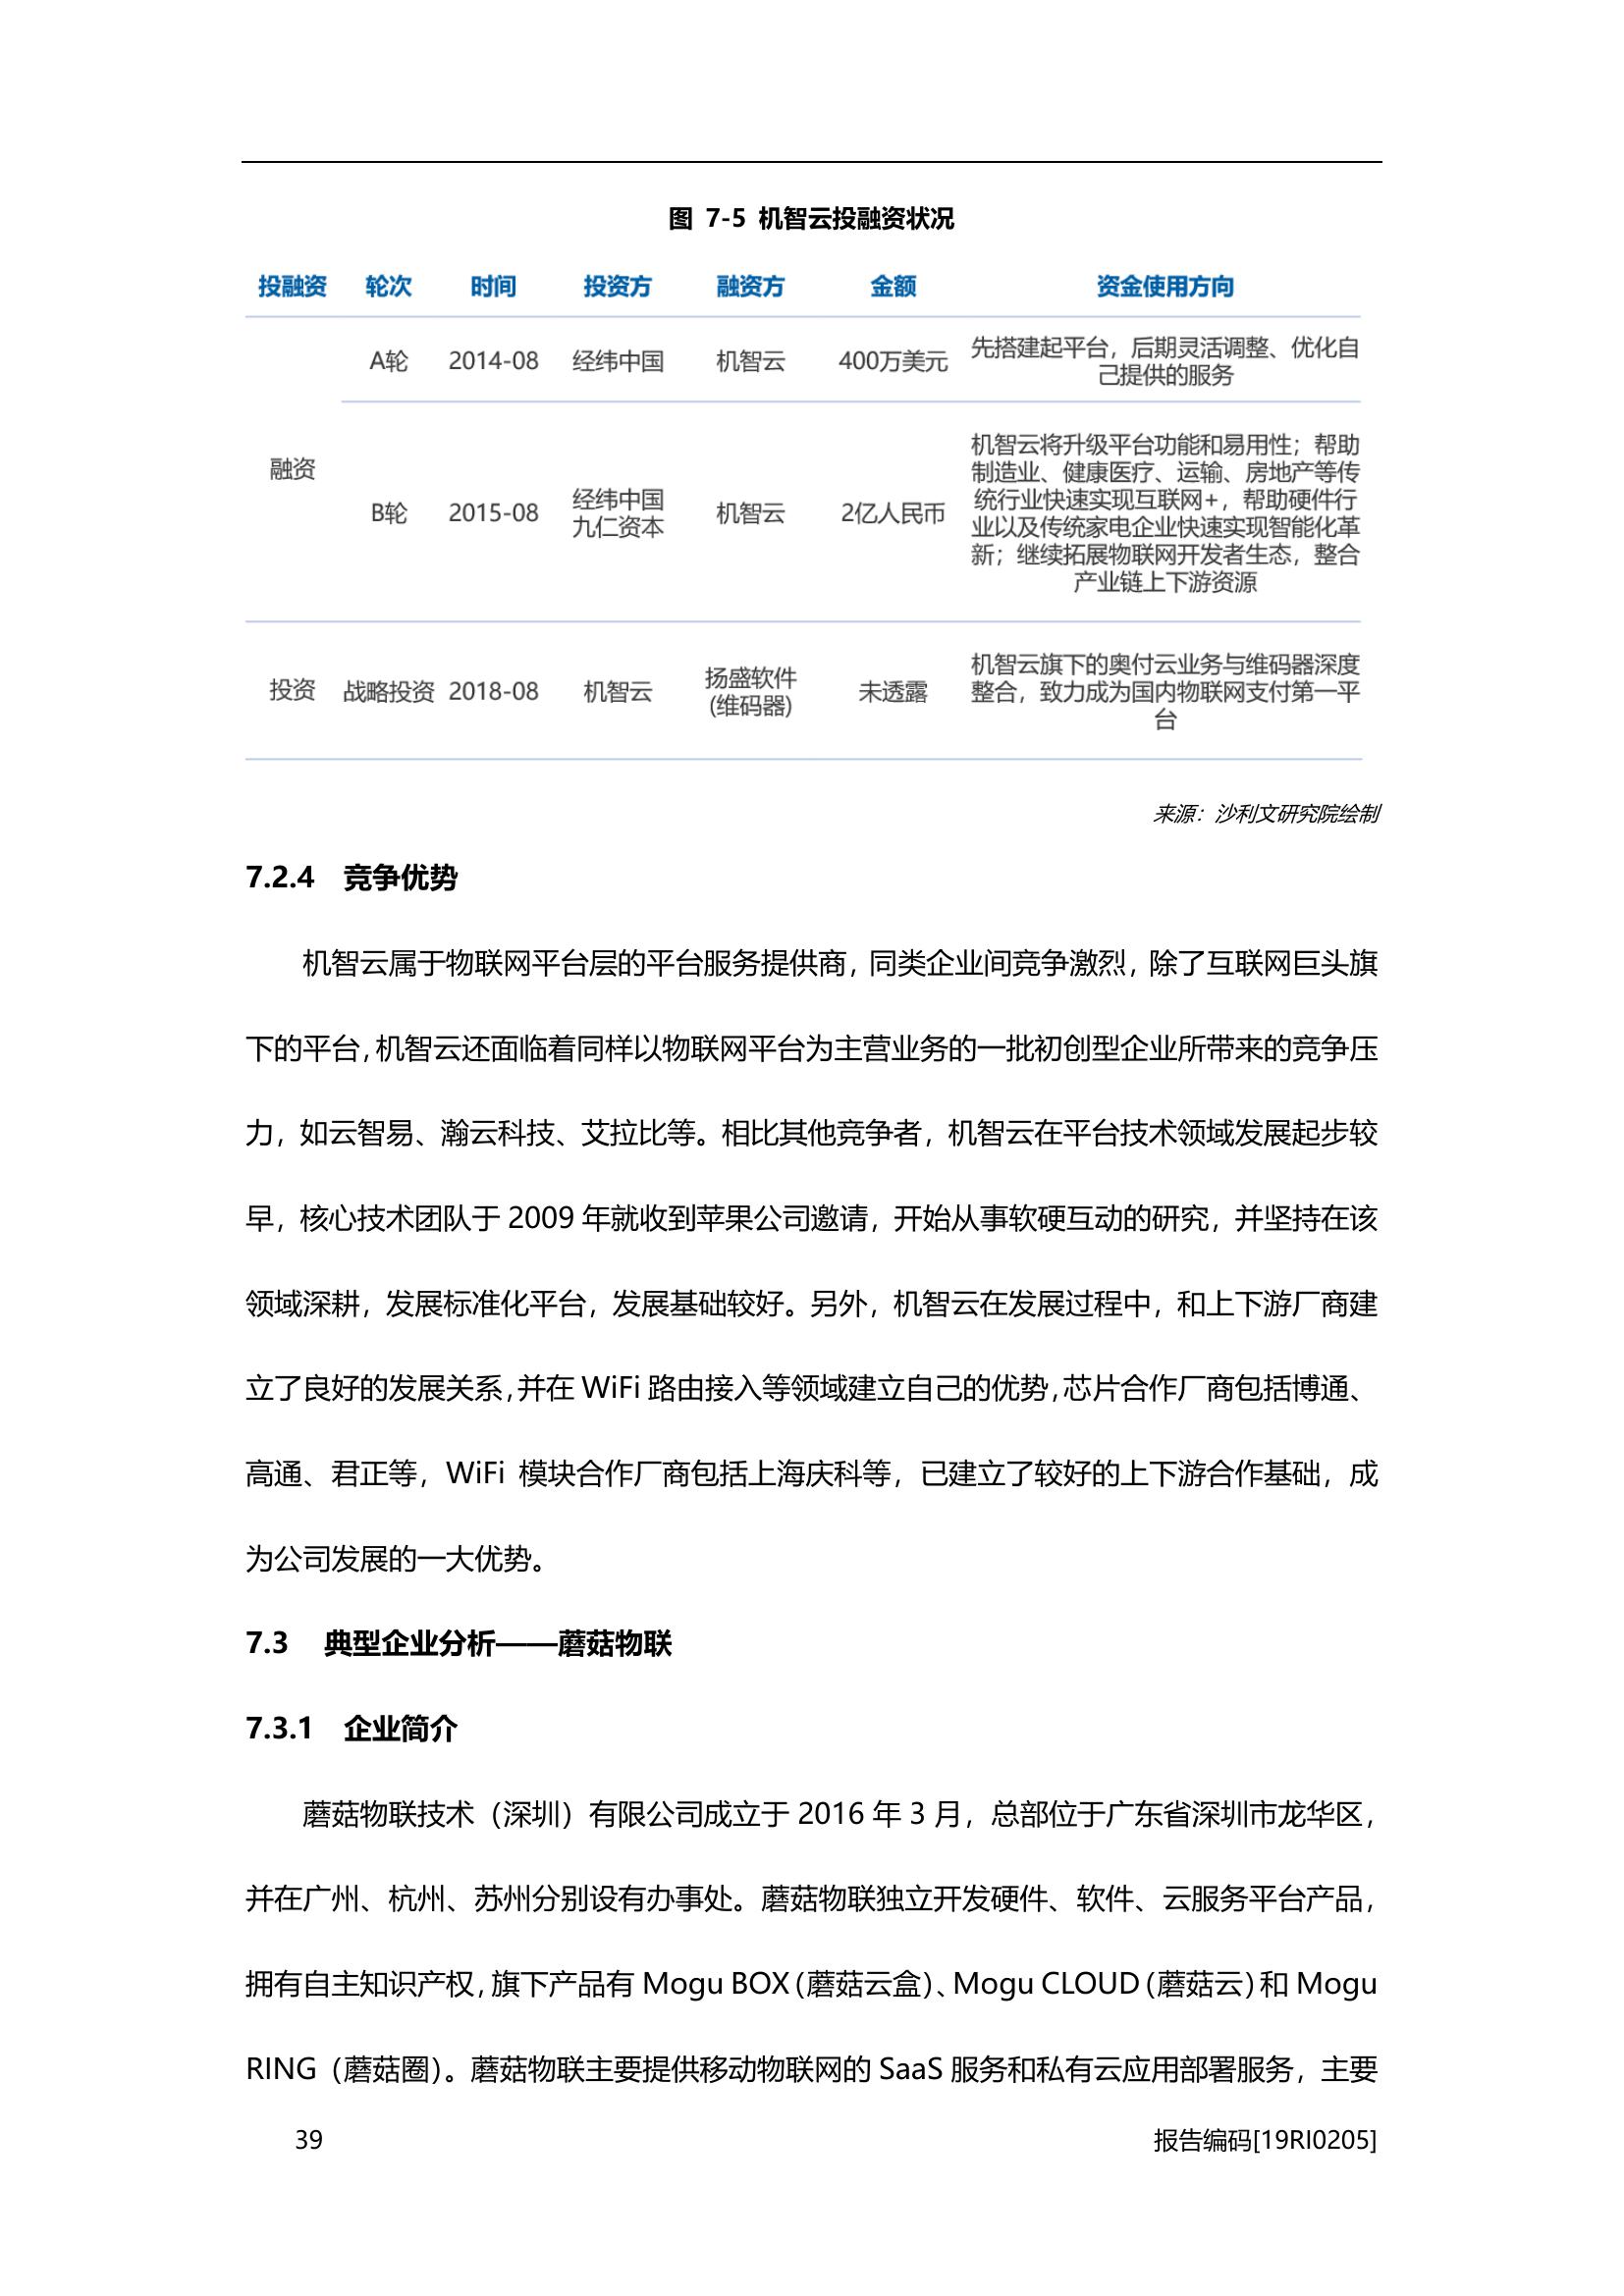 图 7-5 机智云投融资状况
投融资 轮次 时间 投资方 融资方 金额 资金使用方向
融资
A轮 2014-08 经纬中国 机智云 400万美元
先搭建起平台，后期灵活调整、优化自
己提供的服务
B轮 2015-08
经纬中国
九仁资本
机智云 2亿人民币
机智云将升级平台功能和易用性；帮助
制造业、健康医疗、运输、房地产等传
统行业快速实现互联网+，帮助硬件行
业以及传统家电企业快速实现智能化革
新；继续拓展物联网开发者生态，整合
产业链上下游资源
投资 战略投资 2018-08 机智云
扬盛软件
(维码器)
未透露
机智云旗下的奥付云业务与维码器深度
整合，致力成为国内物联网支付第一平
台
来源：沙利文研究院绘制
7.2.4 竞争优势
机智云属于物联网平台层的平台服务提供商，同类企业间竞争激烈，除了互联网巨头旗
下的平台，机智云还面临着同样以物联网平台为主营业务的一批初创型企业所带来的竞争压
力，如云智易、瀚云科技、艾拉比等。相比其他竞争者，机智云在平台技术领域发展起步较
早，核心技术团队于 2009 年就收到苹果公司邀请，开始从事软硬互动的研究，并坚持在该
领域深耕，发展标准化平台，发展基础较好。另外，机智云在发展过程中，和上下游厂商建
立了良好的发展关系，并在 WiFi 路由接入等领域建立自己的优势，芯片合作厂商包括博通、
高通、君正等，WiFi 模块合作厂商包括上海庆科等，已建立了较好的上下游合作基础，成
为公司发展的一大优势。
7.3 典型企业分析——蘑菇物联
7.3.1 企业简介
蘑菇物联技术（深圳）有限公司成立于 2016 年 3 月，总部位于广东省深圳市龙华区，
并在广州、杭州、苏州分别设有办事处。蘑菇物联独立开发硬件、软件、云服务平台产品，
拥有自主知识产权，旗下产品有 Mogu BOX（蘑菇云盒）、Mogu CLOUD（蘑菇云）和 Mogu
RING（蘑菇圈）。蘑菇物联主要提供移动物联网的 SaaS 服务和私有云应用部署服务，主要
39 报告编码[19RI0205]